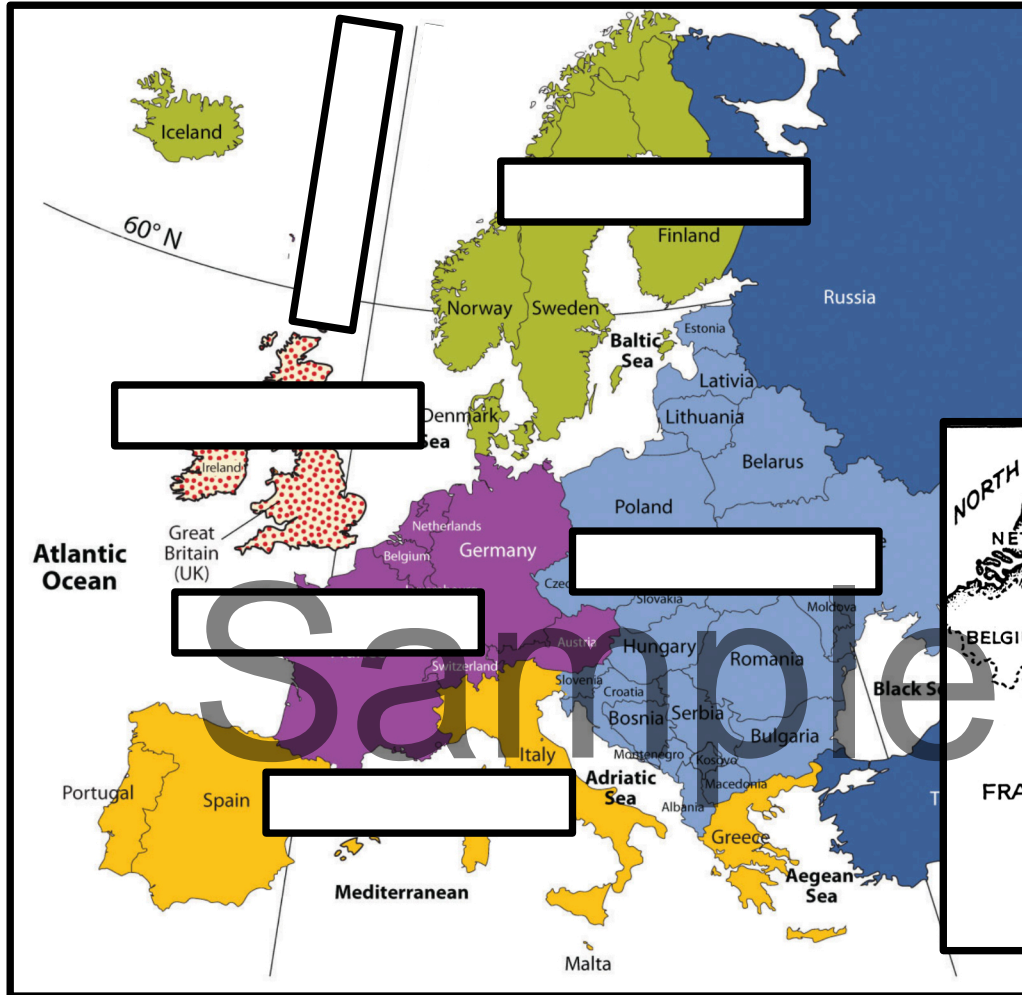 Iceland
60° N
Finland
Russia
Norway
Sweden
Estonia
Baltic
Sea
Lativia
Denmark
Lithuania
Sea
Belarus
Ireland
NORTH
Poland
Netherlands
Great
Britain
(UK)
Germany
Belgium
Atlantic
Ocean
Slovakia
Moldova
Austria
Hungary
BELGI
Romania
Switzerland
Slovenia
Croatia
Black Se
Bosnia
Serbia
Bulgaria
Italy
Montenegro
Kosovo
Adriatic
Sea
Macedonia
Portugal
Spain
Albania
FRA
Greece
Mediterranean
Aegean
Sea
Malta
Sample